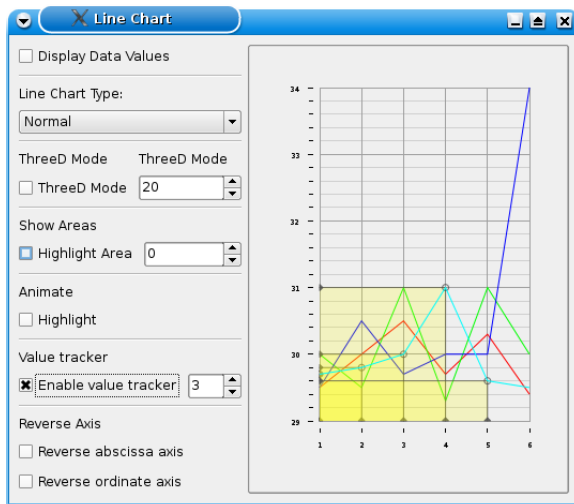 Line Chart
Display Data Values
Line Chart Type:
Normal
ThreeD Mode ThreeD Mode
ThreeD Mode 20
Show Areas
Highlight Area 0
Animate
Highlight
Value tracker
Enable value tracker 3
Reverse Axis
Reverse abscissa axis
Reverse ordinate axis
34
33
32
31
30
29
1 2 3 4 5 6